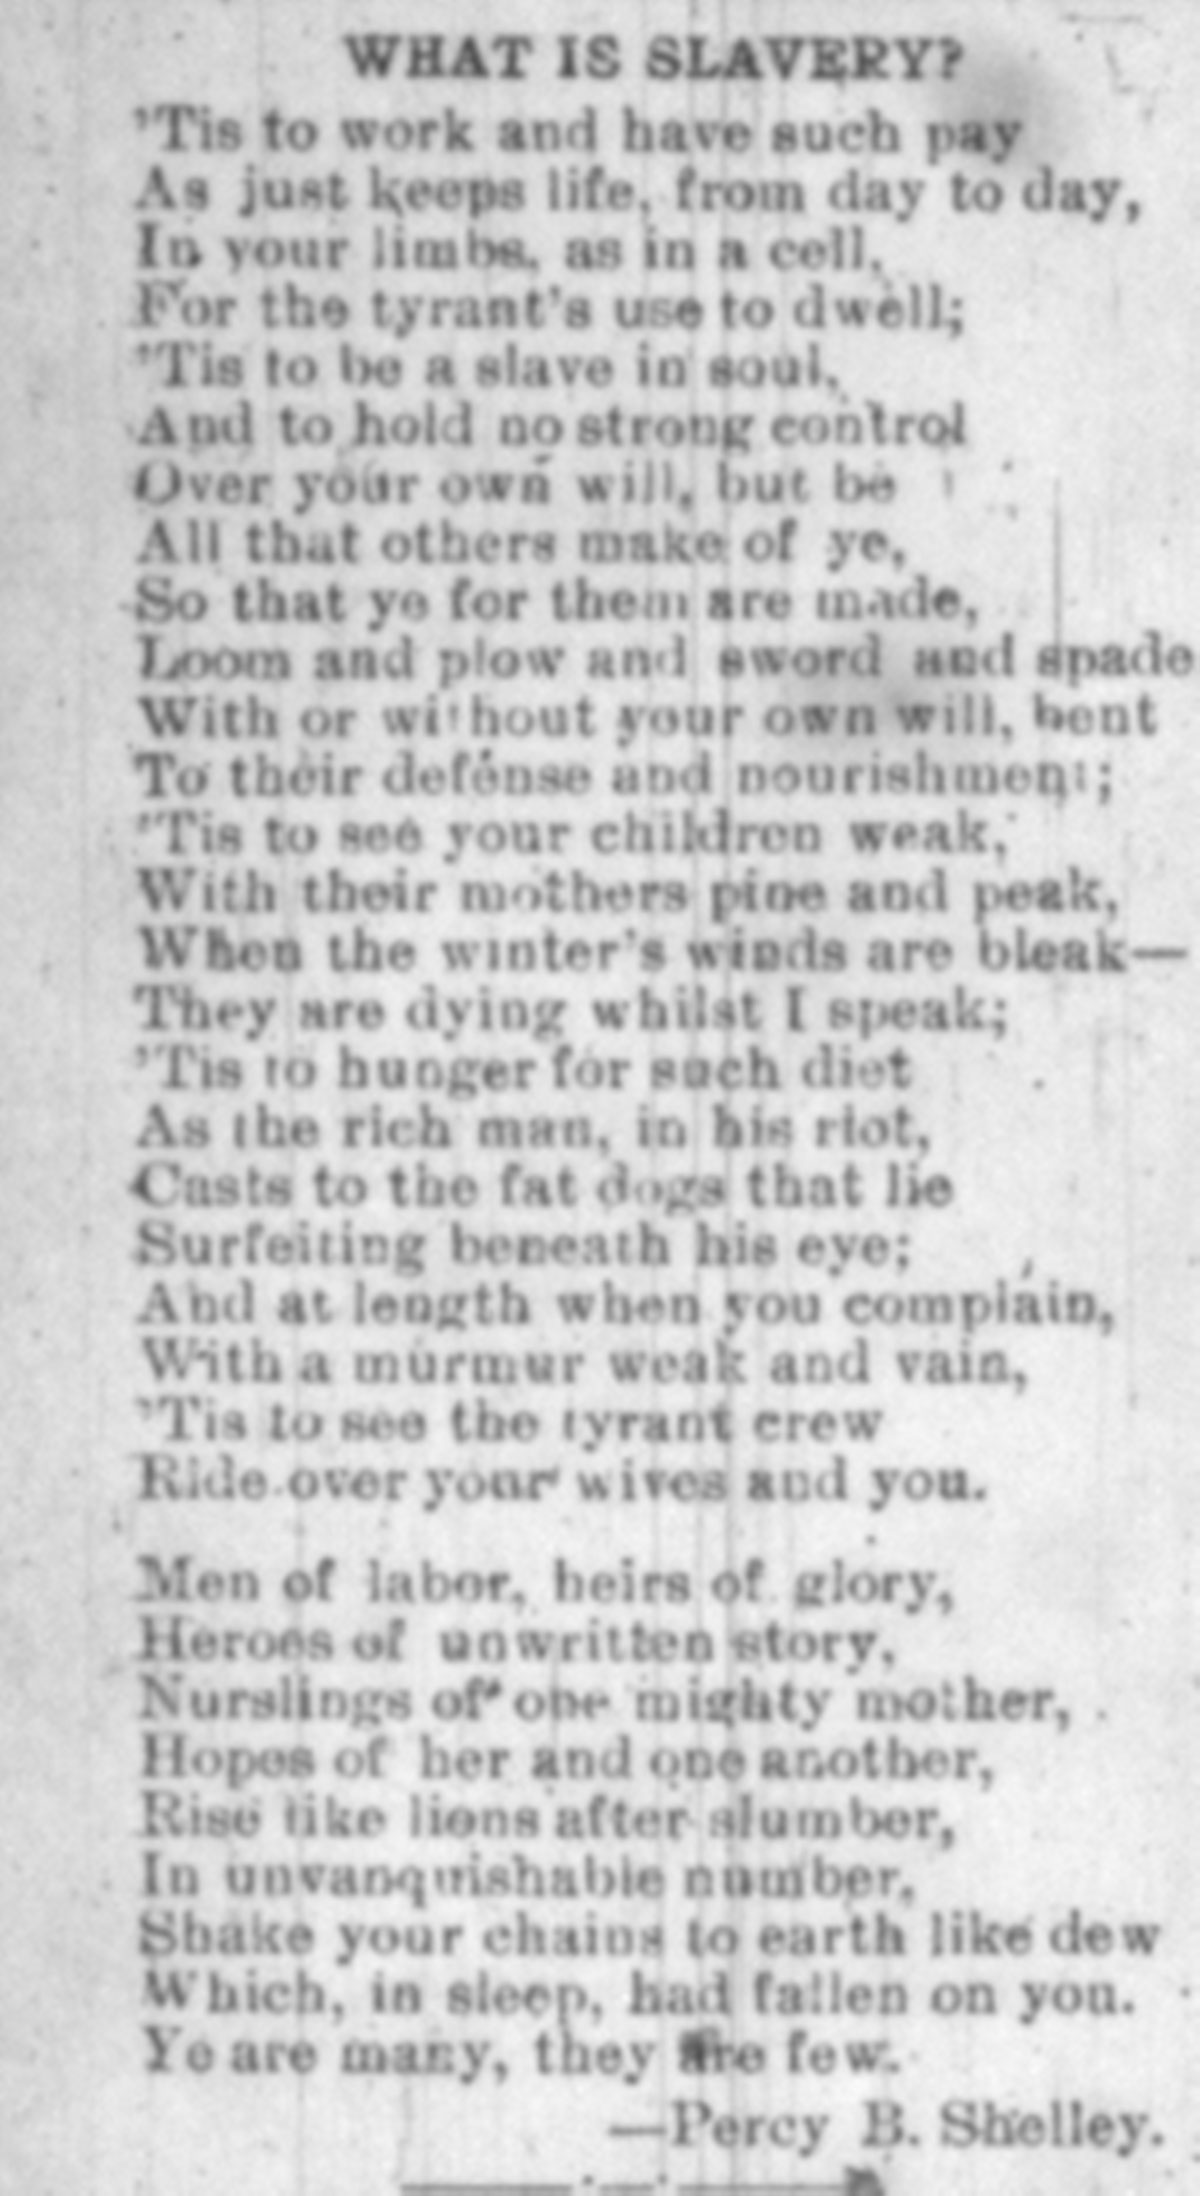 WHAT IS SLAVERY?
'Tis to work and have such pay
As just keeps life, from day to day,
In your limbs, as in a cell,
For the tyrant's use to dwell;
'Tis to be a slave in soul,
And to hold no strong control
Over your own will, but be
All that others make of ye,
So that ye for them are made,
Loom and plow and sword and spade
With or without your own will, bent
To their defense and nourishment;
'Tis to see your children weak,
With their mothers pine and peak,
When the winter's winds are bleak—
They are dying whilst I speak;
'Tis to hunger for such diet
As the rich man, in his riot,
Casts to the fat dogs that lie
Surfeiting beneath his eye;
And at length when you complain,
With a murmur weak and vain,
'Tis to see the tyrant crew
Ride over your wives and you.
Men of labor, heirs of glory,
Heroes of unwritten story,
Nurslings of one mighty mother,
Hopes of her and one another,
Rise like lions after slumber,
In unvanquishable number,
Shake your chains to earth like dew
Which, in sleep, had fallen on you.
Ye are many, they are few.
—Percy B. Shelley.